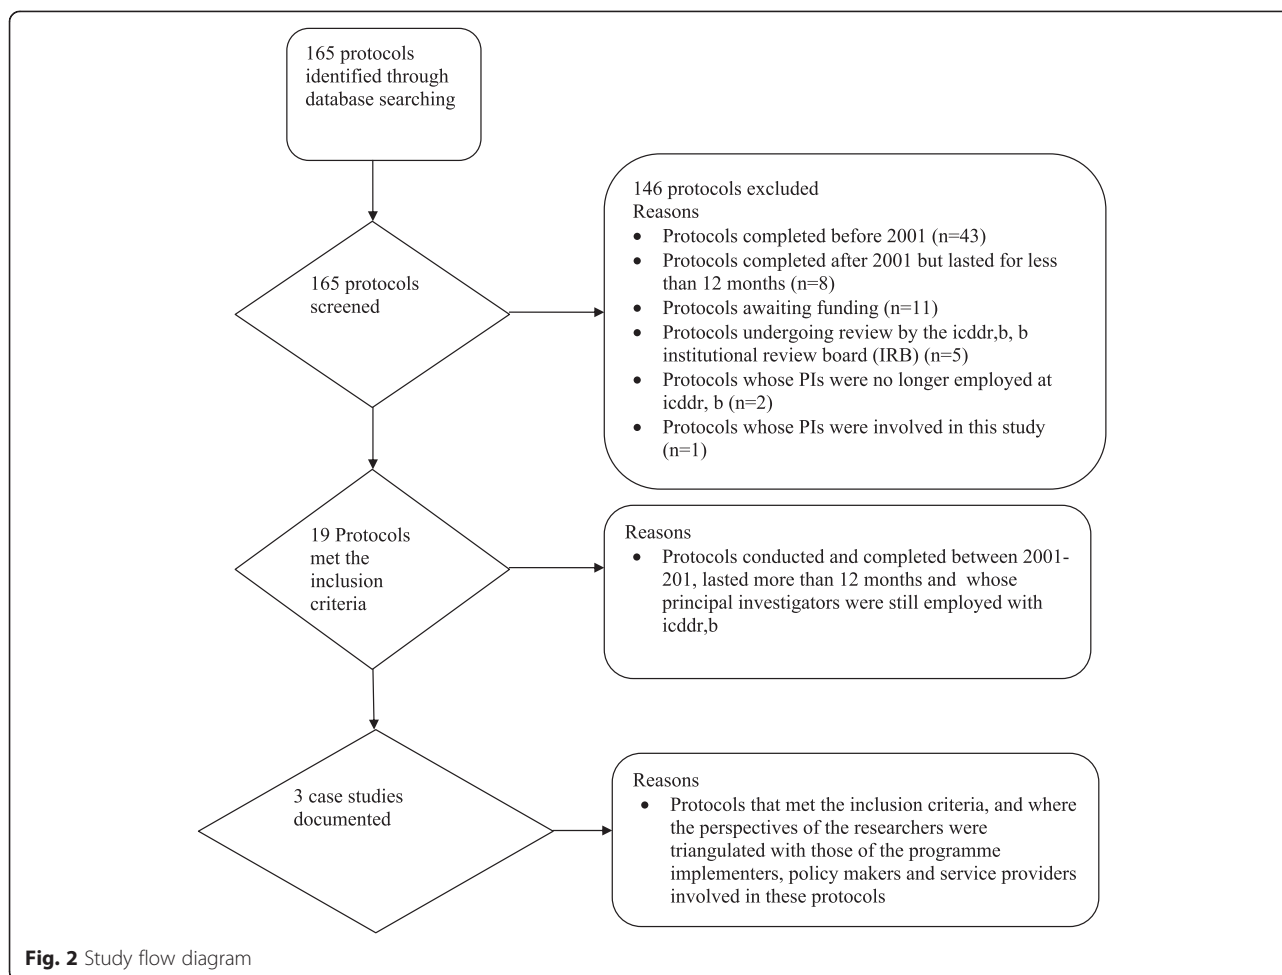 165 protocols
identified through
database searching
146 protocols excluded
Reasons
• Protocols completed before 2001 (n=43)
• Protocols completed after 2001 but lasted for less
than 12 months (n=8)
• Protocols awaiting funding (n=11)
• Protocols undergoing review by the icddr,b, b
institutional review board (IRB) (n=5)
• Protocols whose PIs were no longer employed at
icddr, b (n=2)
• Protocols whose PIs were involved in this study
(n=1)
165 protocols
screened
19 Protocols
met the
inclusion
criteria
Reasons
• Protocols conducted and completed between 2001-
201, lasted more than 12 months and whose
principal investigators were still employed with
icddr,b
3 case studies
documented
Reasons
• Protocols that met the inclusion criteria, and where
the perspectives of the researchers were
triangulated with those of the programme
implementers, policy makers and service providers
involved in these protocols
Fig. 2 Study flow diagram